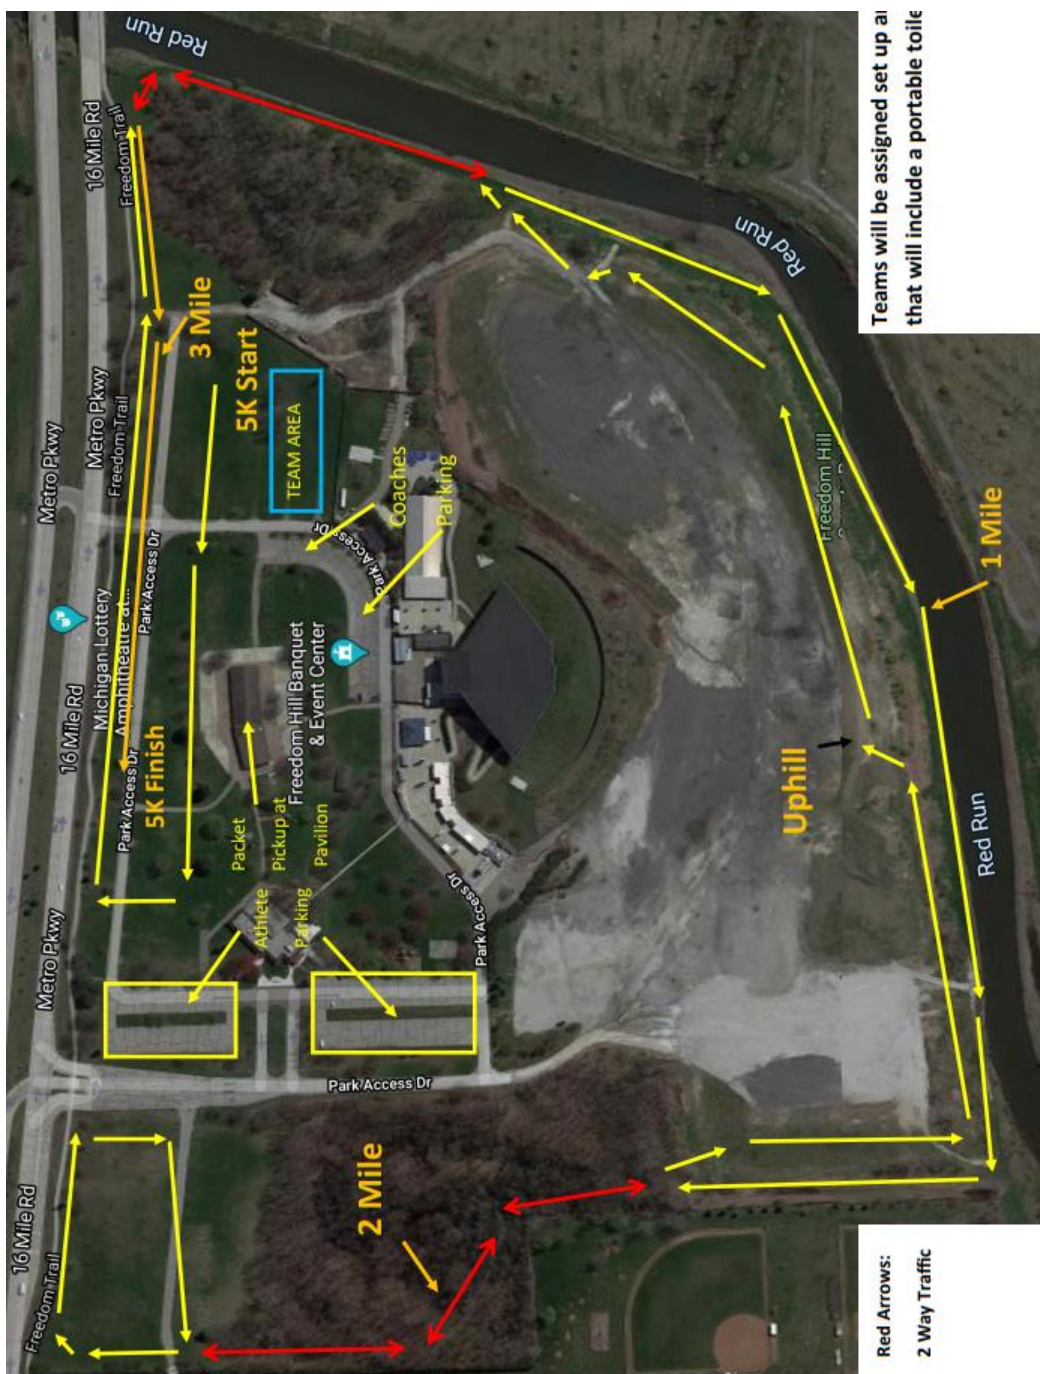 16 Mile Rd
Metro Pkwy
Metro Pkwy
Freedom Trail
16 Mile Rd
Metro Pkwy
16 Mile Rd
Freedom Trail
Michigan Lottery
Amphitheatre at...
Freedom Trail
Park Access Dr
Park Access Dr
5K Finish
Red Run
3 Mile
5K Start
Packet
Pickup at
Pavilion
Athlete
Parking
TEAM AREA
Freedom Hill Banquet
& Event Center
Park Access Dr
Coaches
Parking
Park Access Dr
Park Access Dr
2 Mile
Red Run
Uphill
Freedom Hill
1 Mile
Red Run
Teams will be assigned set up a
that will include a portable toile
Red Arrows:
2 Way Traffic